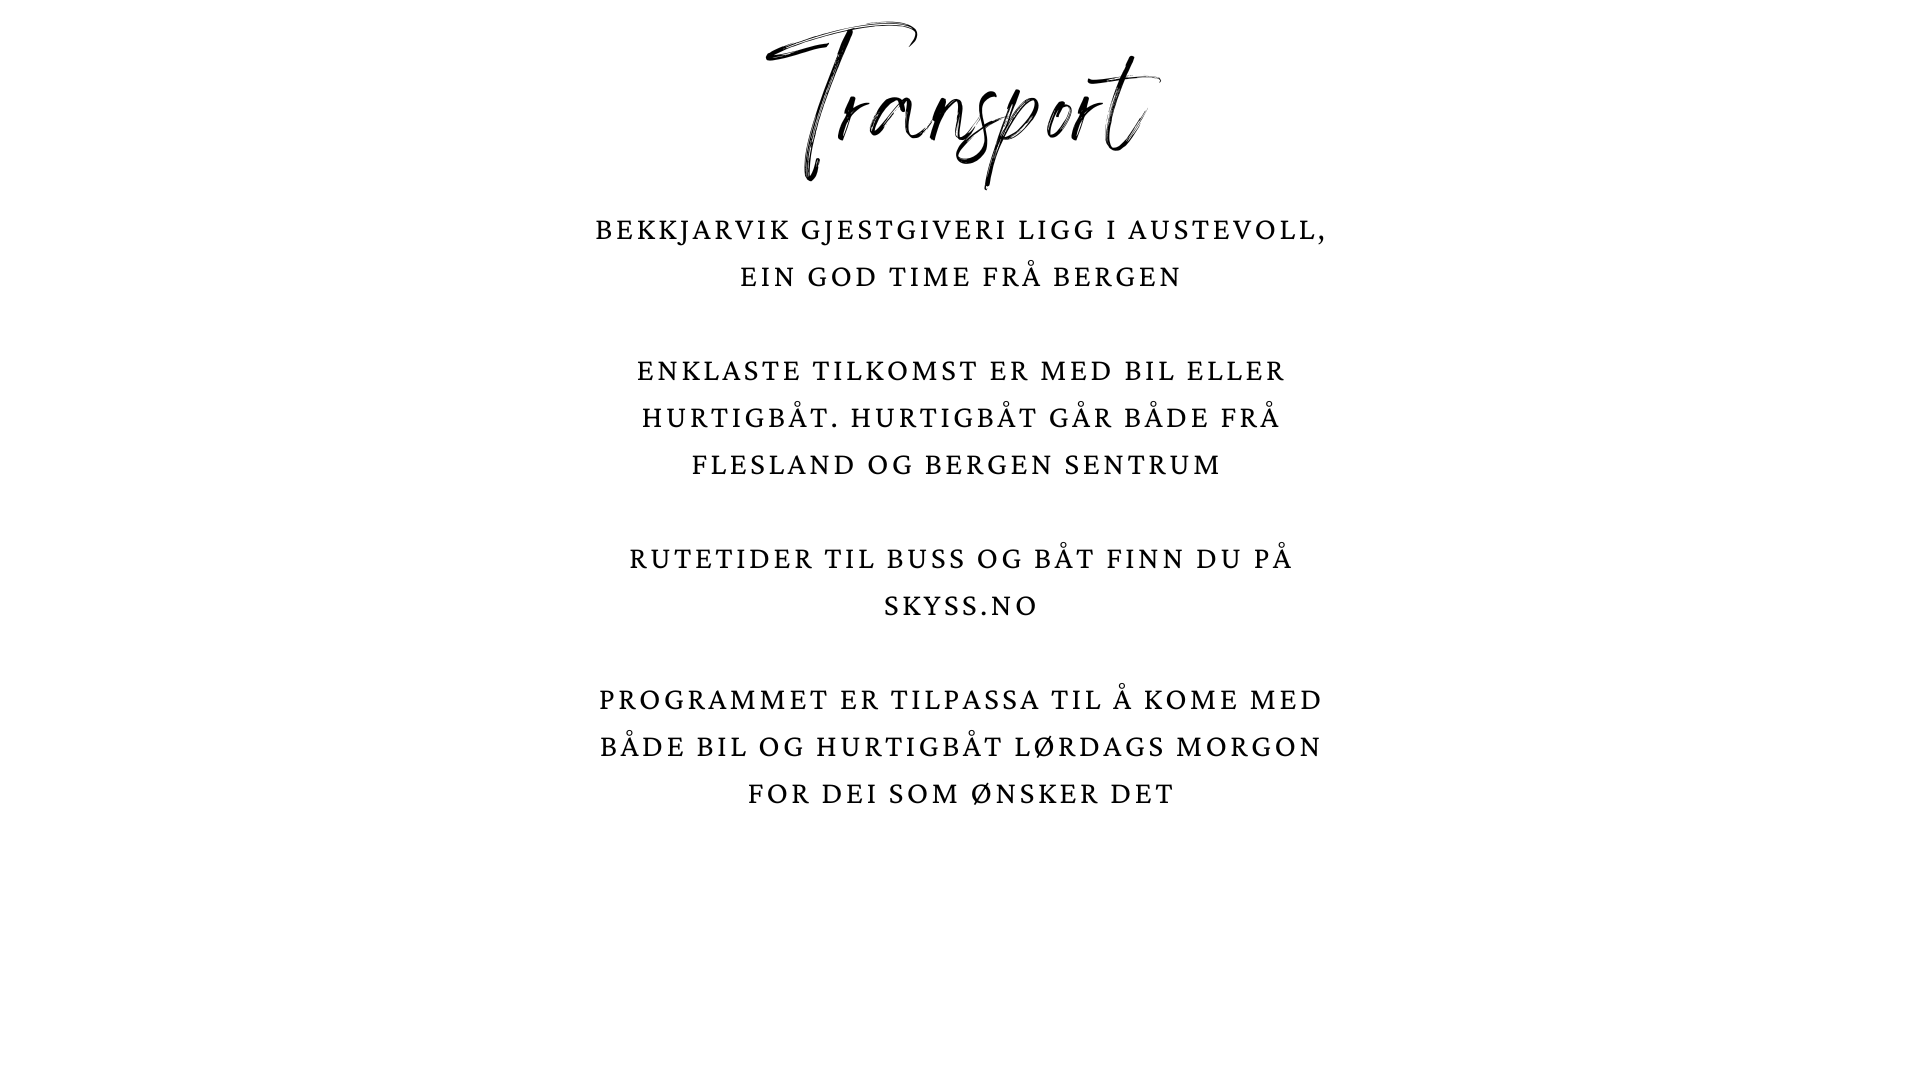 Transport
BEKKJARVIK GJESTGIVERI LIGG I AUSTEVOLL,
EIN GOD TIME FRÅ BERGEN
ENKLASTE TILKOMST ER MED BIL ELLER
HURTIGBÅT. HURTIGBÅT GÅR BÅDE FRÅ
FLESLAND OG BERGEN SENTRUM
RUTETIDER TIL BUSS OG BÅT FINN DU PÅ
SKYSS.NO
PROGRAMMET ER TILPASSA TIL Å KOME MED
BÅDE BIL OG HURTIGBÅT LØRDAGS MORGON
FOR DEI SOM ØNSKER DET